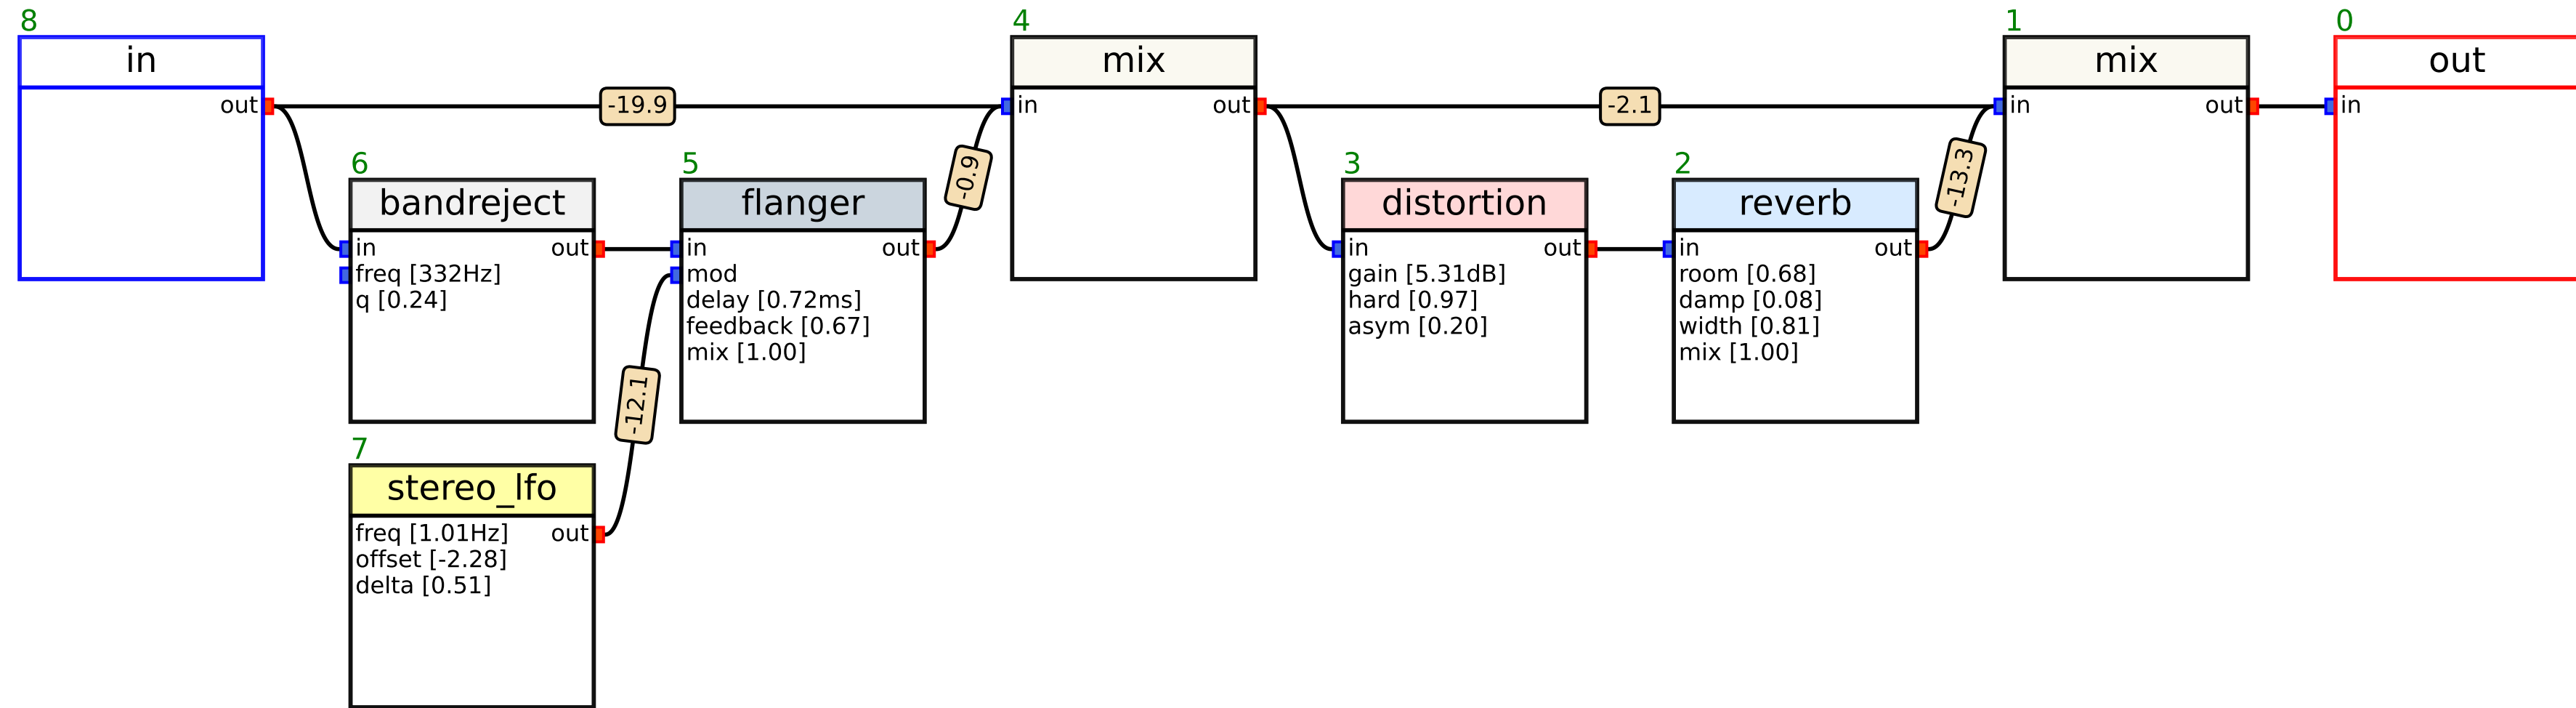 8
in
out
-19.9
6
bandreject
in
out
freq [332Hz]
q [0.24]
7
stereo_lfo
freq [1.01Hz]
out
offset [-2.28]
delta [0.51]
-12.1
5
flanger
in
out
mod
delay [0.72ms]
feedback [0.67]
mix [1.00]
-0.9
4
mix
in
out
-2.1
3
distortion
in
out
gain [5.31dB]
hard [0.97]
asym [0.20]
2
reverb
in
out
room [0.68]
damp [0.08]
width [0.81]
mix [1.00]
-13.3
1
mix
in
out
0
out
in